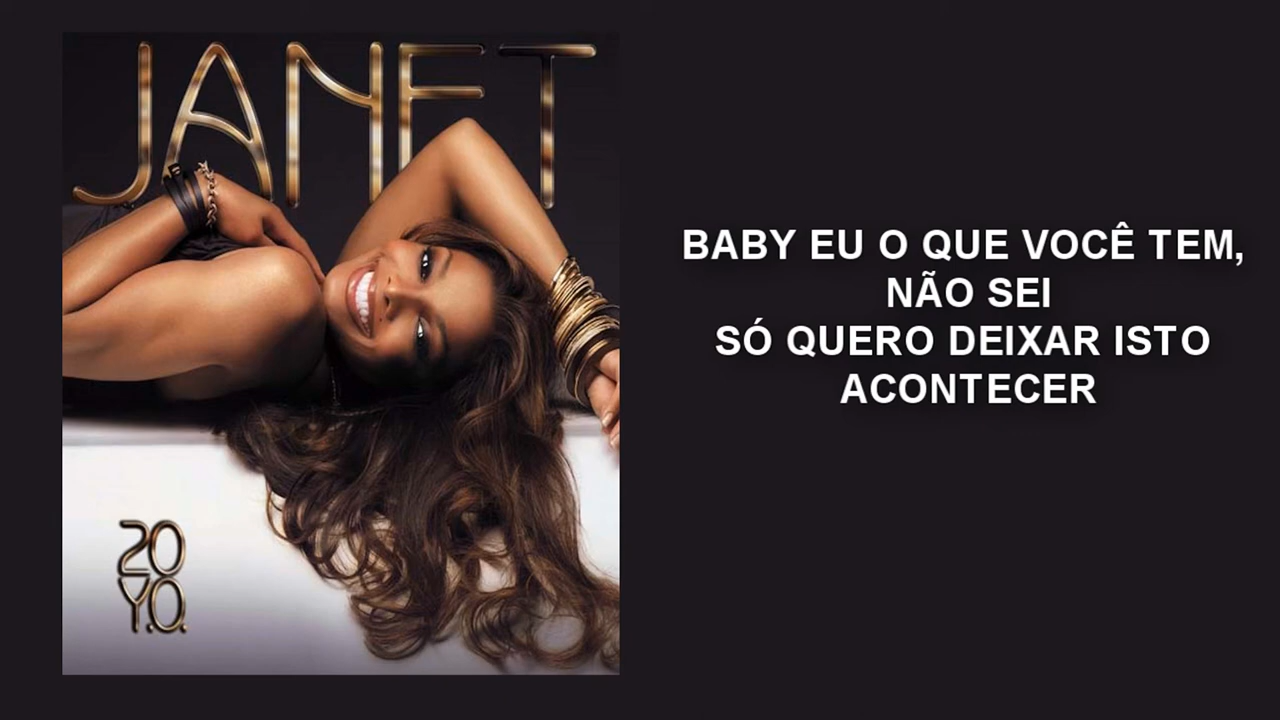 JANET
20
Y.O.
BABY EU O QUE VOCÊ TEM,
NÃO SEI
SÓ QUERO DEIXAR ISTO
ACONTECER